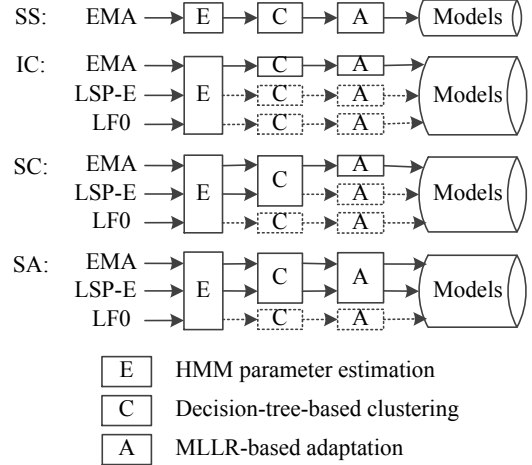 SS: EMA E C A Models
IC: EMA C A
LSP-E E C A Models
LF0 C A
SC: EMA A
LSP-E E C A Models
LF0 C A
SA: EMA
LSP-E E C A Models
LF0 C A
E HMM parameter estimation
C Decision-tree-based clustering
A MLLR-based adaptation